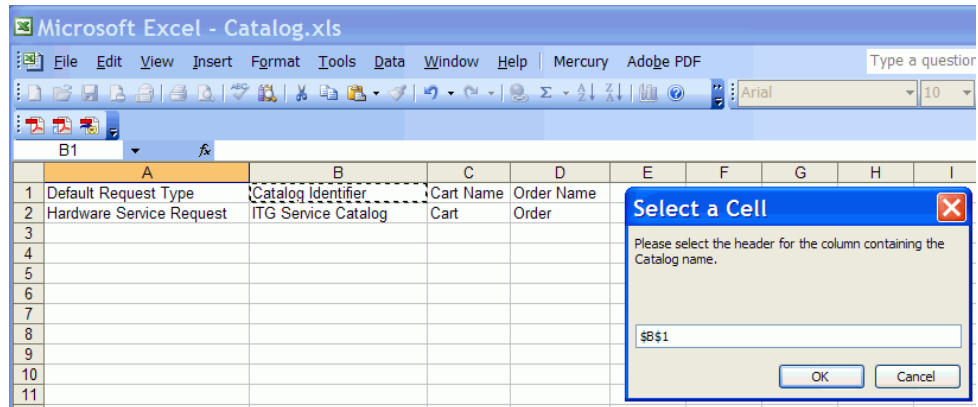 Microsoft Excel - Catalog.xls
File Edit View Insert Format Tools Data Window Help Mercury Adobe PDF Type a question
Arial 10
B1 fx
A B C D E F G H I
1 Default Request Type Catalog Identifier Cart Name Order Name
2 Hardware Service Request ITG Service Catalog Cart Order
3
4
5
6
7
8
9
10
11
Select a Cell
Please select the header for the column containing the
Catalog name.
$B$1
OK Cancel